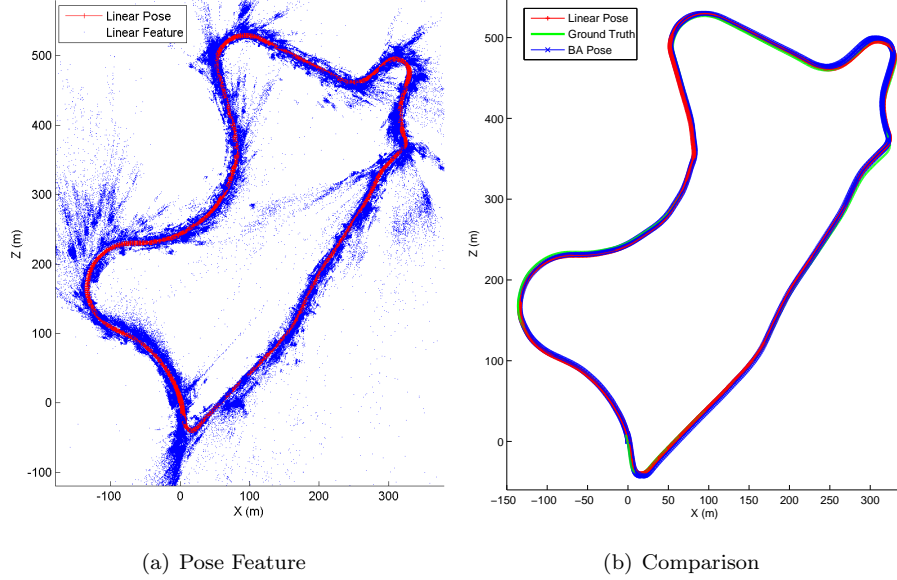 Linear Pose
Linear Feature
500
400
300
200
100
0
-100
Z (m)
-100
0
100
200
300
X (m)
(a) Pose Feature
Linear Pose
Ground Truth
BA Pose
500
400
300
200
100
0
Z (m)
−150
−100
−50
0
50
100
150
200
250
300
X (m)
(b) Comparison